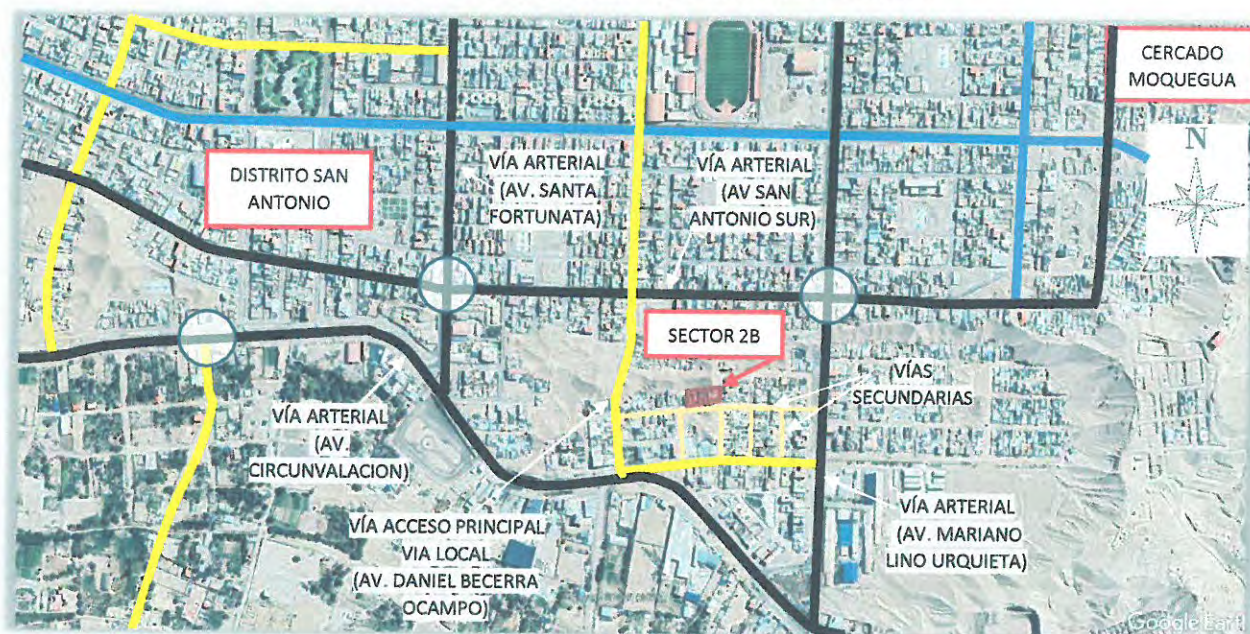 CERCADO
MOQUEGUA
N
DISTRITO SAN
ANTONIO
VÍA ARTERIAL
(AV. SANTA
FORTUNATA)
VÍA ARTERIAL
(AV SAN
ANTONIO SUR)
SECTOR 2B
VÍAS
SECUNDARIAS
VÍA ARTERIAL
(AV.
CIRCUNVALACION)
VÍA ACCESO PRINCIPAL
VIA LOCAL
(AV. DANIEL BECERRA
OCAMPO)
VÍA ARTERIAL
(AV. MARIANO
LINO URQUIETA)
Google Earth